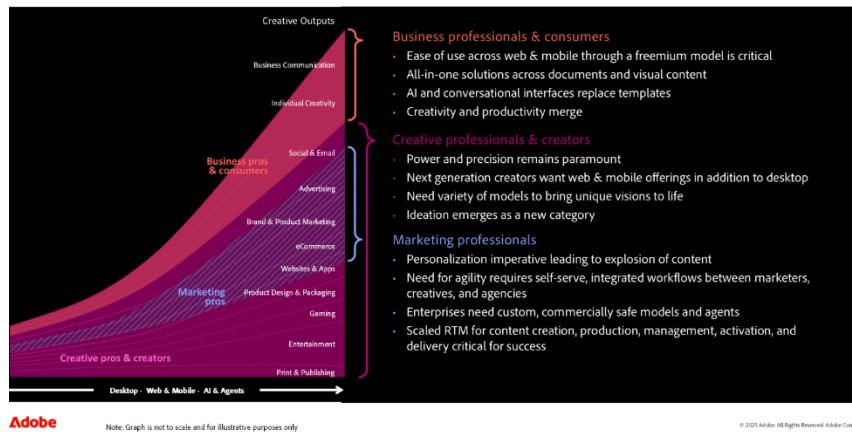 Creative Outputs
Business Communication
Individual Creativity
Business pros
& consumers
Social & Email
Advertising
Brand & Product Marketing
eCommerce
Websites & Apps
Marketing
pros
Product Design & Packaging
Gaming
Entertainment
Creative pros & creators
Print & Publishing
Desktop · Web & Mobile · AI & Agents
Business professionals & consumers
• Ease of use across web & mobile through a freemium model is critical
• All-in-one solutions across documents and visual content
• AI and conversational interfaces replace templates
• Creativity and productivity merge
Creative professionals & creators
• Power and precision remains paramount
• Next generation creators want web & mobile offerings in addition to desktop
• Need variety of models to bring unique visions to life
• Ideation emerges as a new category
Marketing professionals
• Personalization imperative leading to explosion of content
• Need for agility requires self-serve, integrated workflows between marketers,
creatives, and agencies
• Enterprises need custom, commercially safe models and agents
• Scaled RTM for content creation, production, management, activation, and
delivery critical for success
Adobe
Note: Graph is not to scale and for illustrative purposes only
© 2025 Adobe. All Rights Reserved. Adobe Con